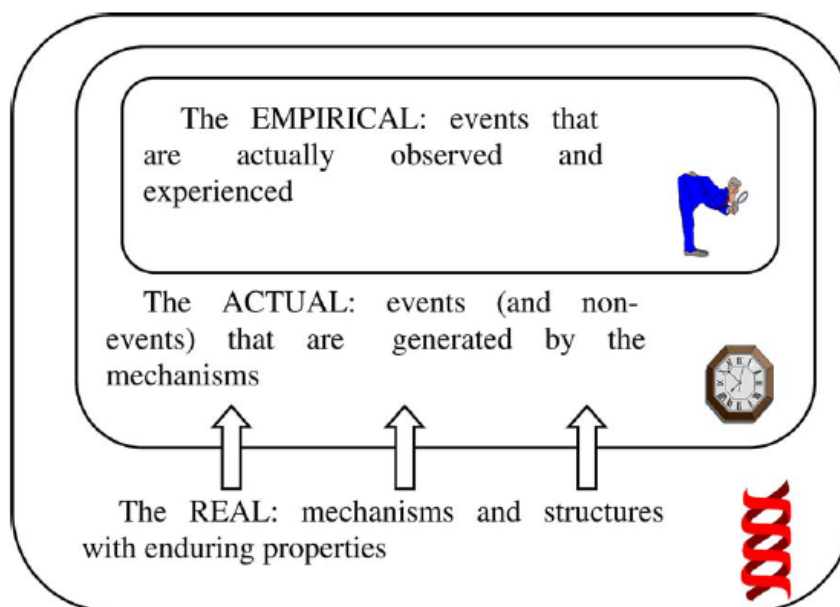 The EMPIRICAL: events that
are actually observed and
experienced
The ACTUAL: events (and non-
events) that are generated by the
mechanisms
The REAL: mechanisms and structures
with enduring properties